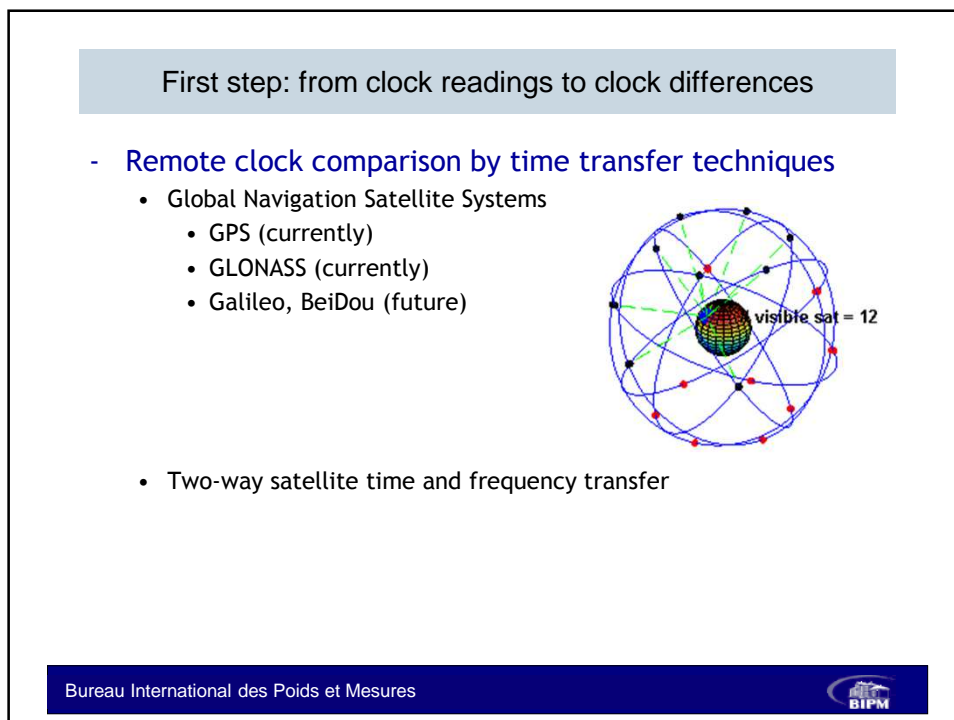 First step: from clock readings to clock differences
- Remote clock comparison by time transfer techniques
• Global Navigation Satellite Systems
• GPS (currently)
• GLONASS (currently)
• Galileo, BeiDou (future)
visible sat = 12
• Two-way satellite time and frequency transfer
Bureau International des Poids et Mesures
BIPM